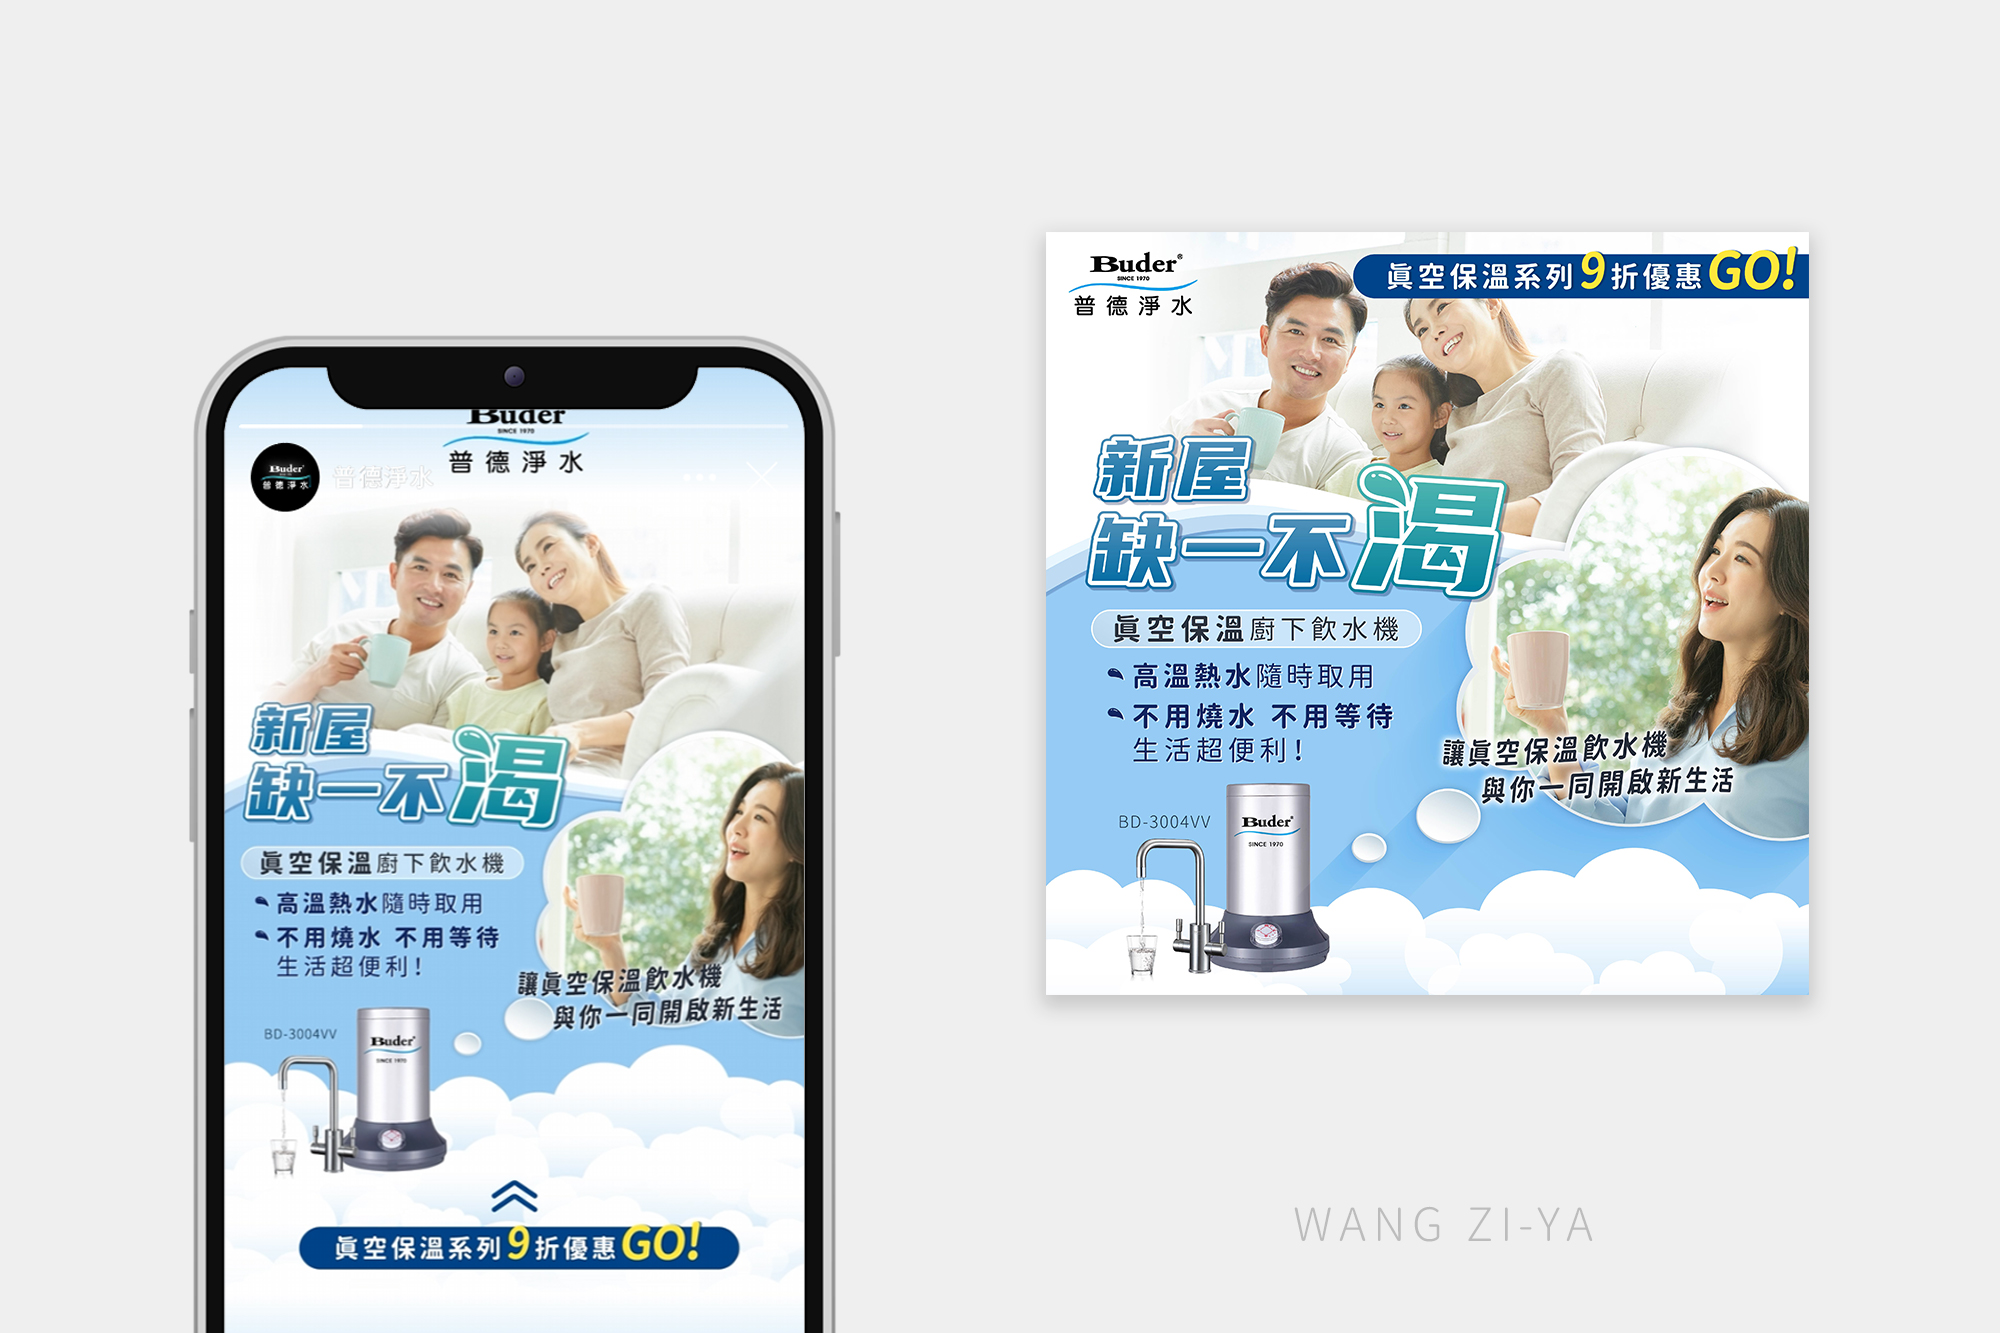 Buder
SINCE 1970
普德淨水
Buder
普德淨水
普德淨水
新屋
缺一不渴
眞空保溫廚下飲水機
高溫熱水隨時取用
不用燒水 不用等待
生活超便利!
讓眞空保溫飲水機
與你一同開啟新生活
BD-3004VV
Buder®
SINCE 1970
眞空保溫系列9折優惠GO!
Buder®
SINCE 1970
普德淨水
眞空保溫系列9折優惠GO!
新屋
缺一不渴
眞空保溫廚下飲水機
高溫熱水隨時取用
不用燒水 不用等待
生活超便利!
讓眞空保溫飲水機
與你一同開啟新生活
BD-3004VV
Buder®
SINCE 1970
WANG ZI-YA